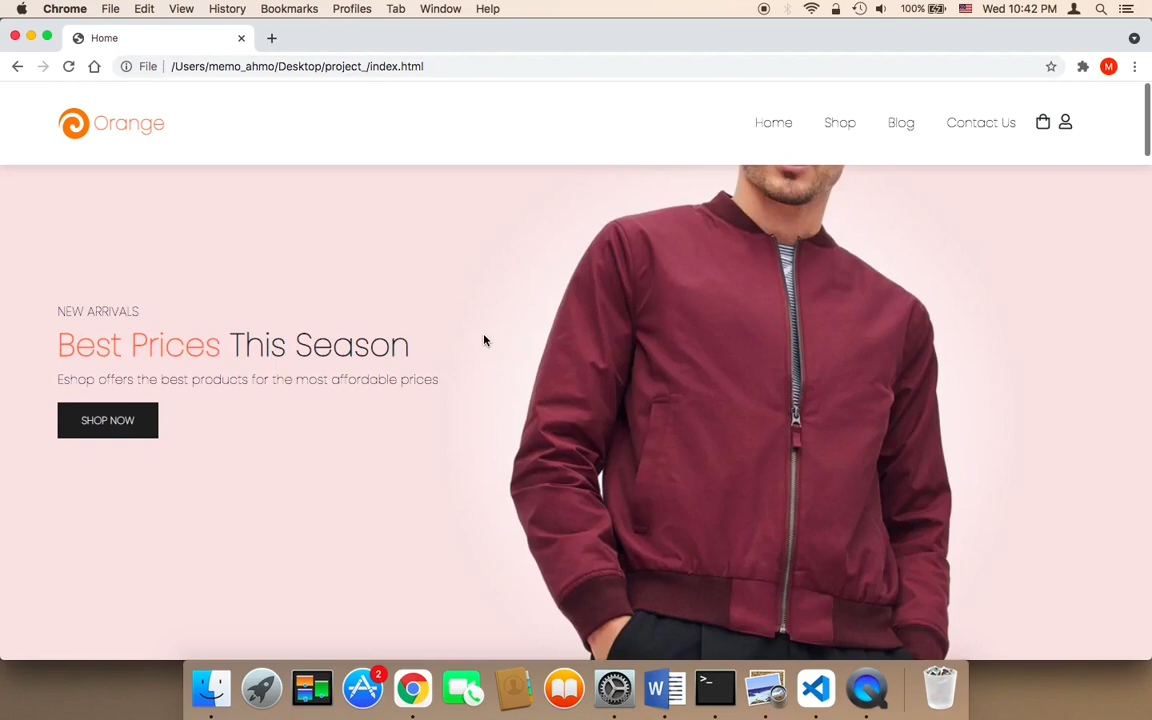 Chrome File Edit View History Bookmarks Profiles Tab Window Help 100% Wed 10:42 PM
Home
File /Users/memo_ahmo/Desktop/project_/index.html M
Orange Home Shop Blog Contact Us
NEW ARRIVALS
Best Prices This Season
Eshop offers the best products for the most affordable prices
SHOP NOW
2